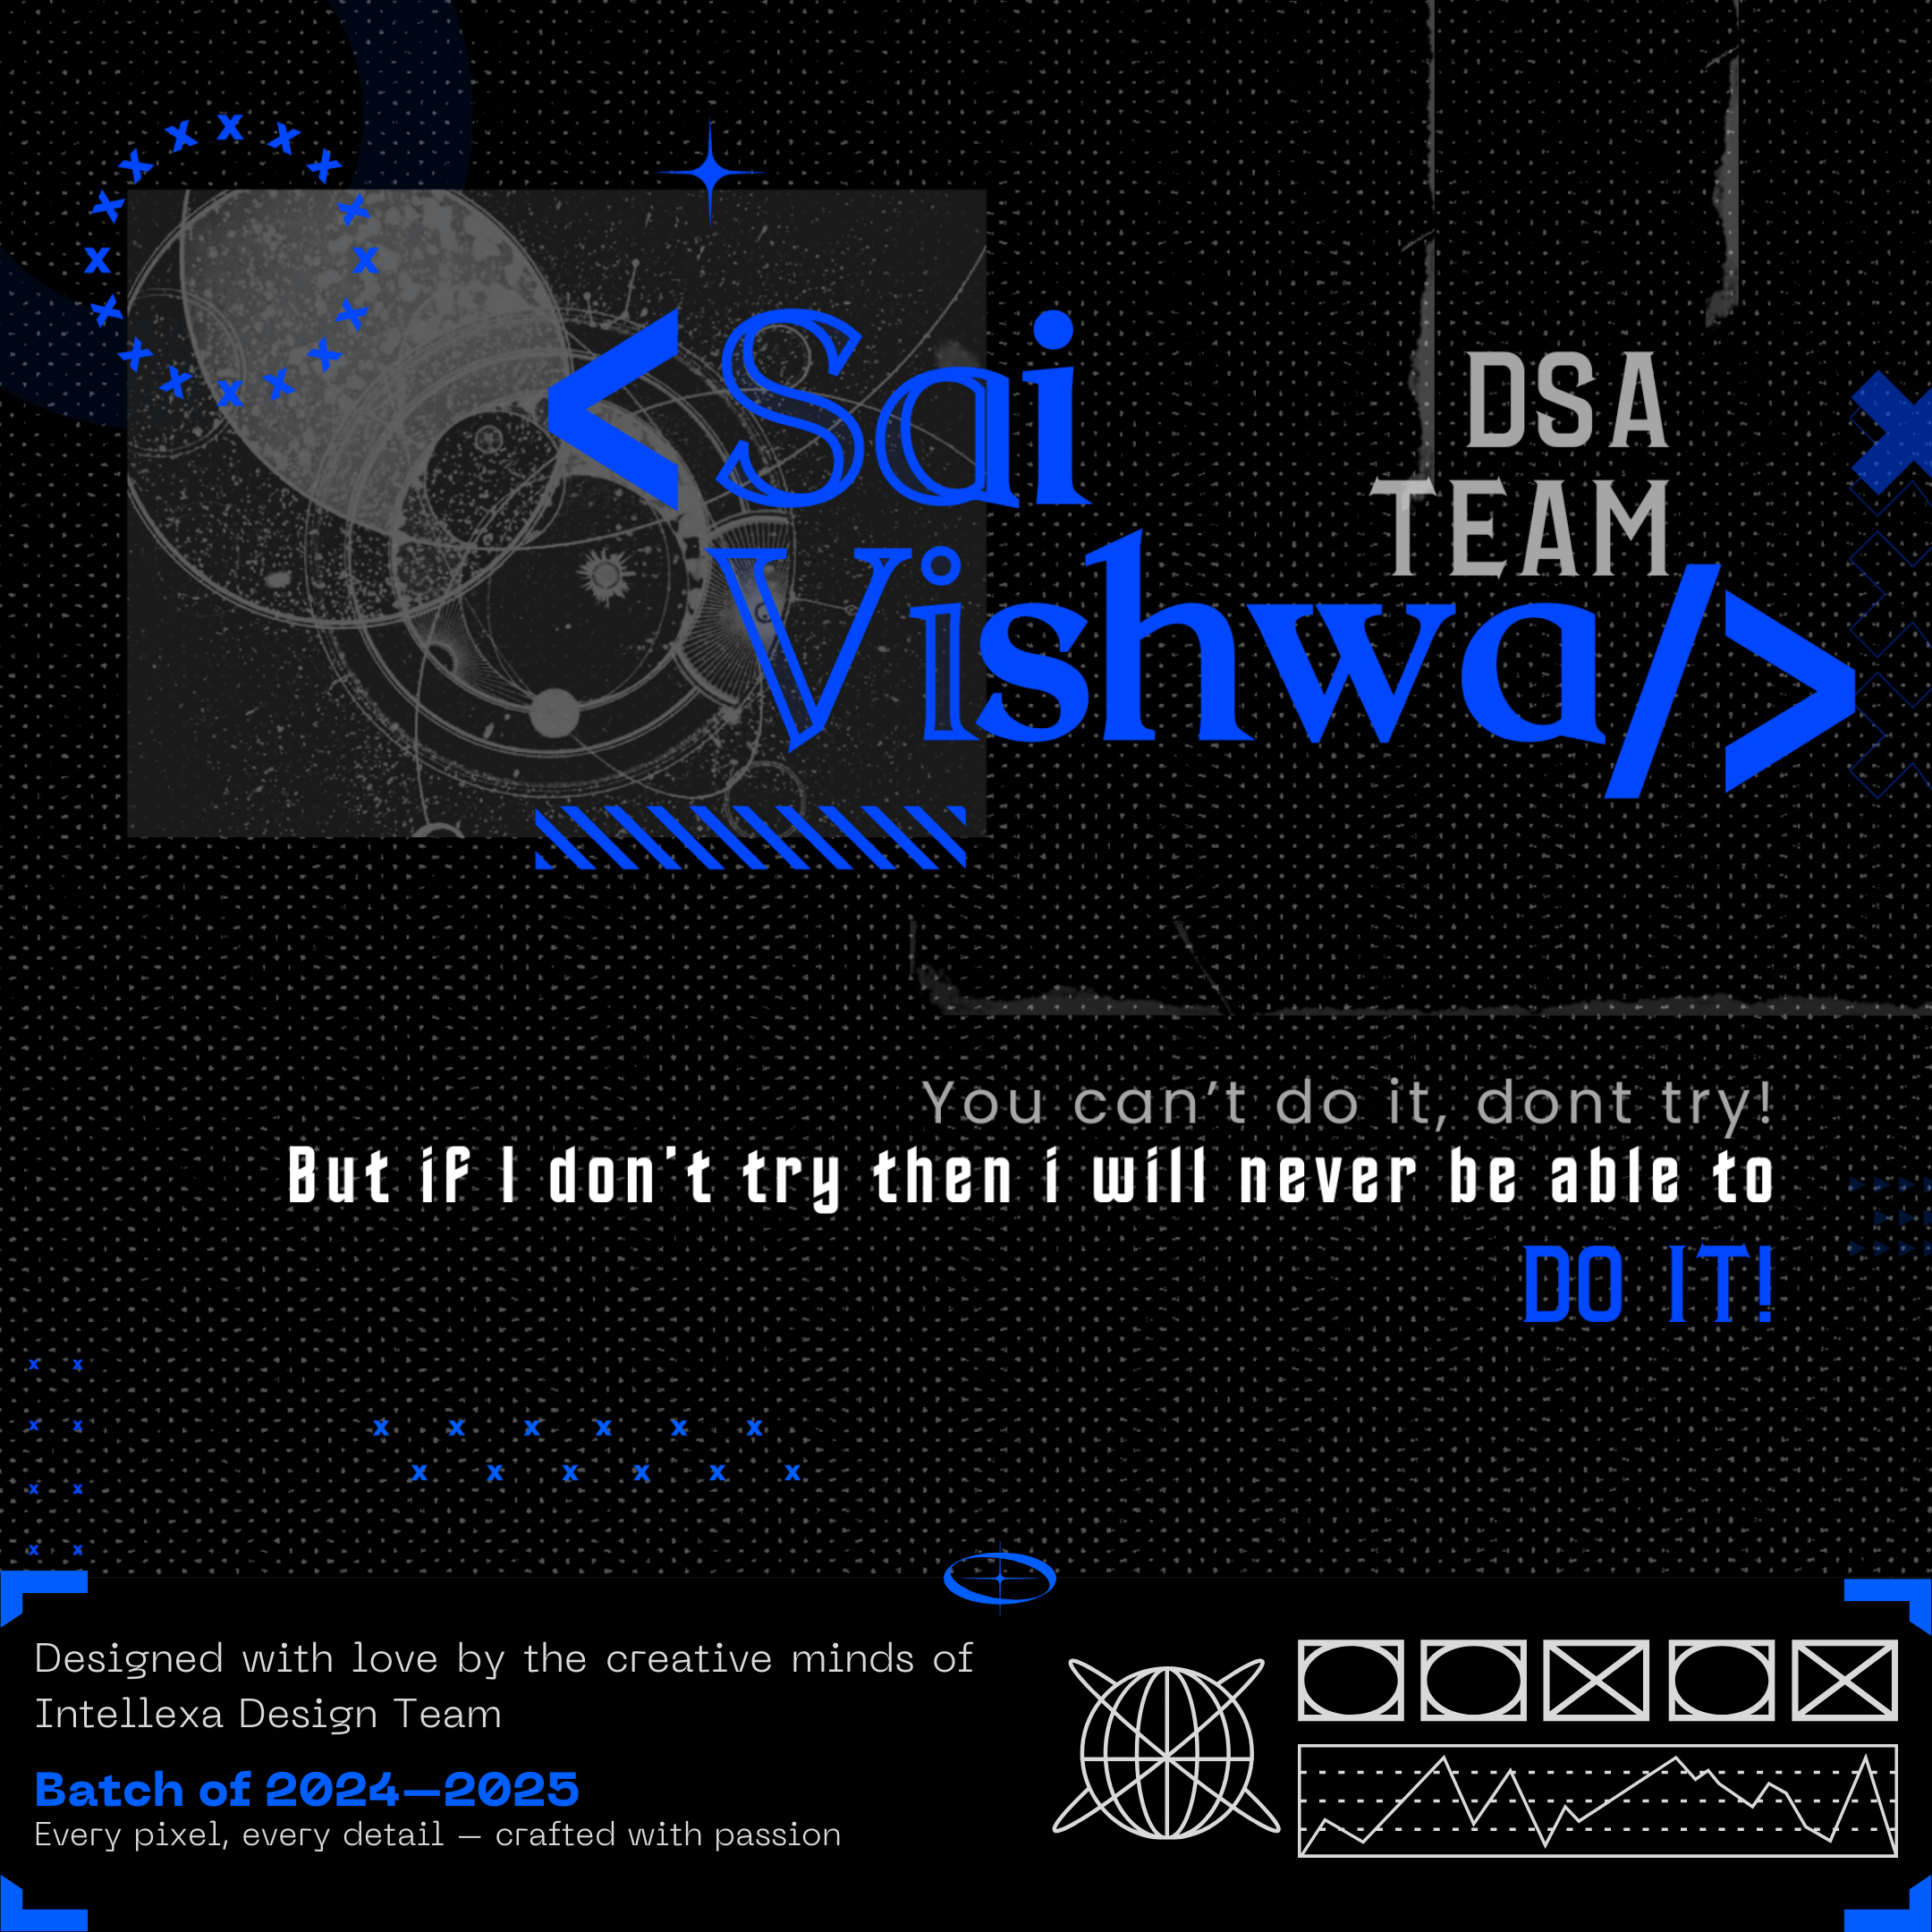 <Sai
DSA
TEAM
Vishwa/>
You can't do it, dont try!
But if I don't try then i will never be able to
DO IT!
Designed with love by the creative minds of
Intellexa Design Team
Batch of 2024—2025
Every pixel, every detail — crafted with passion